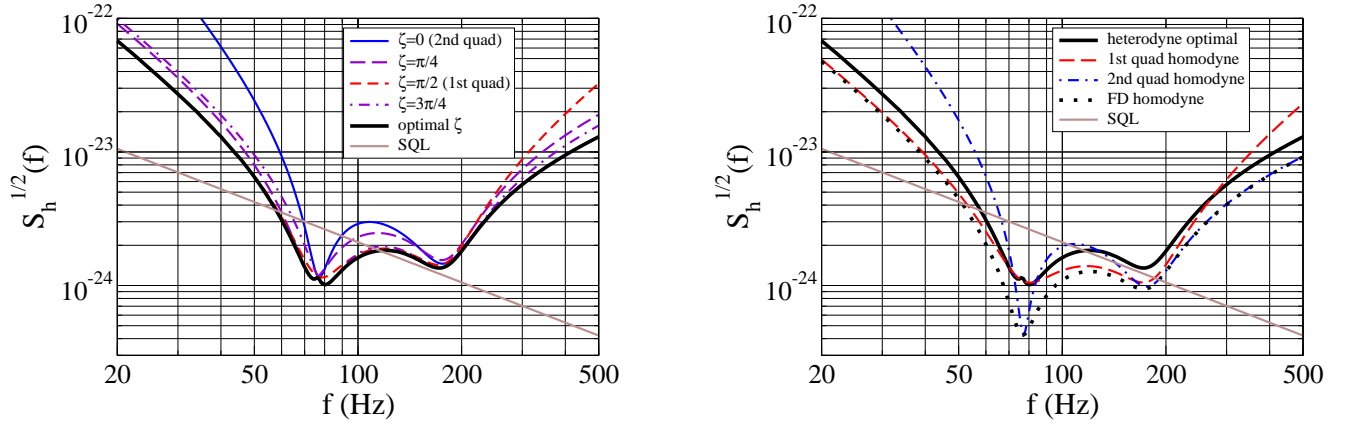 10^-22
10^-23
10^-24
S_h^1/2(f)
ζ=0 (2nd quad)
ζ=π/4
ζ=π/2 (1st quad)
ζ=3π/4
optimal ζ
SQL
20 50 100 200 500
f (Hz)
10^-22
10^-23
10^-24
S_h^1/2(f)
heterodyne optimal
1st quad homodyne
2nd quad homodyne
FD homodyne
SQL
20 50 100 200 500
f (Hz)